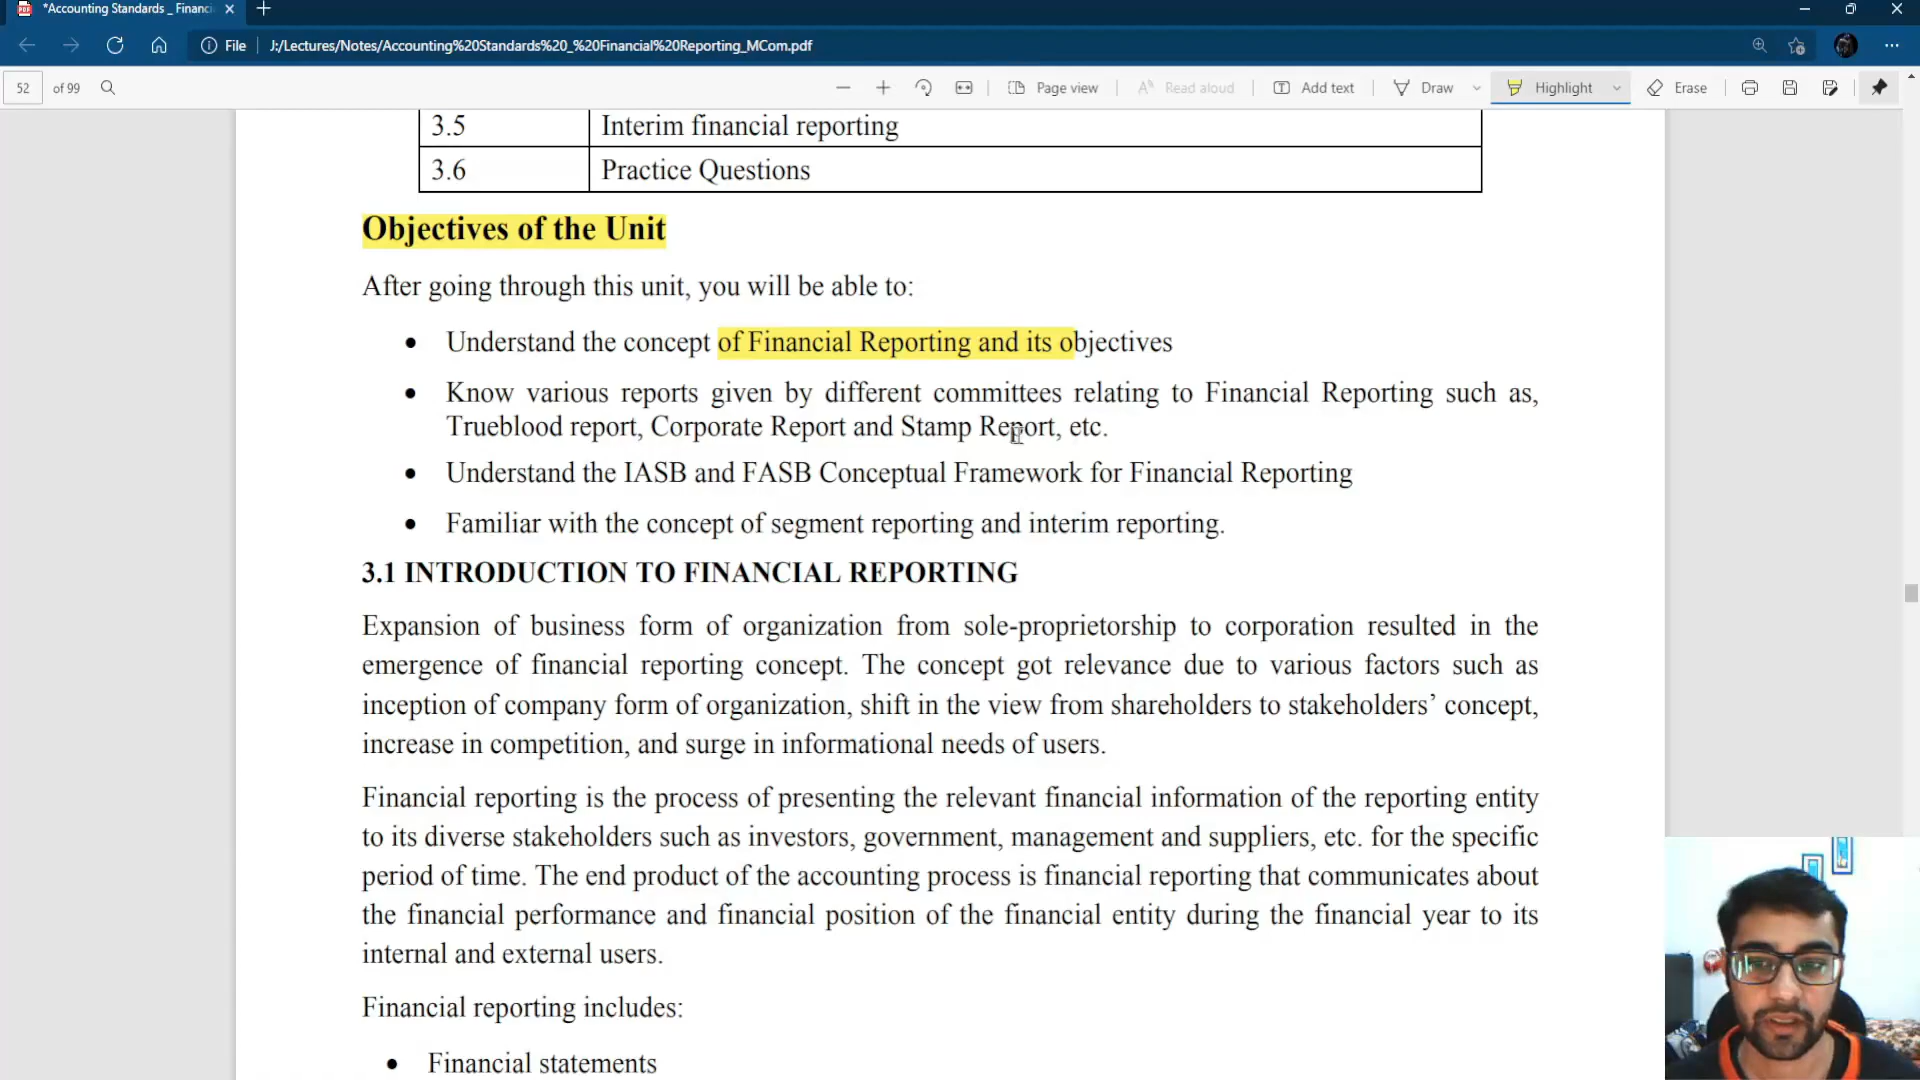 *Accounting Standards _ Financi
File
J:/Lectures/Notes/Accounting%20Standards%20_%20Financial%20Reporting_MCom.pdf
52 of 99
Page view
Read aloud
Add text
Draw
Highlight
Erase
3.5 Interim financial reporting
3.6 Practice Questions
Objectives of the Unit
After going through this unit, you will be able to:
• Understand the concept of Financial Reporting and its objectives
• Know various reports given by different committees relating to Financial Reporting such as,
Trueblood report, Corporate Report and Stamp Report, etc.
• Understand the IASB and FASB Conceptual Framework for Financial Reporting
• Familiar with the concept of segment reporting and interim reporting.
3.1 INTRODUCTION TO FINANCIAL REPORTING
Expansion of business form of organization from sole-proprietorship to corporation resulted in the
emergence of financial reporting concept. The concept got relevance due to various factors such as
inception of company form of organization, shift in the view from shareholders to stakeholders’ concept,
increase in competition, and surge in informational needs of users.
Financial reporting is the process of presenting the relevant financial information of the reporting entity
to its diverse stakeholders such as investors, government, management and suppliers, etc. for the specific
period of time. The end product of the accounting process is financial reporting that communicates about
the financial performance and financial position of the financial entity during the financial year to its
internal and external users.
Financial reporting includes:
• Financial statements